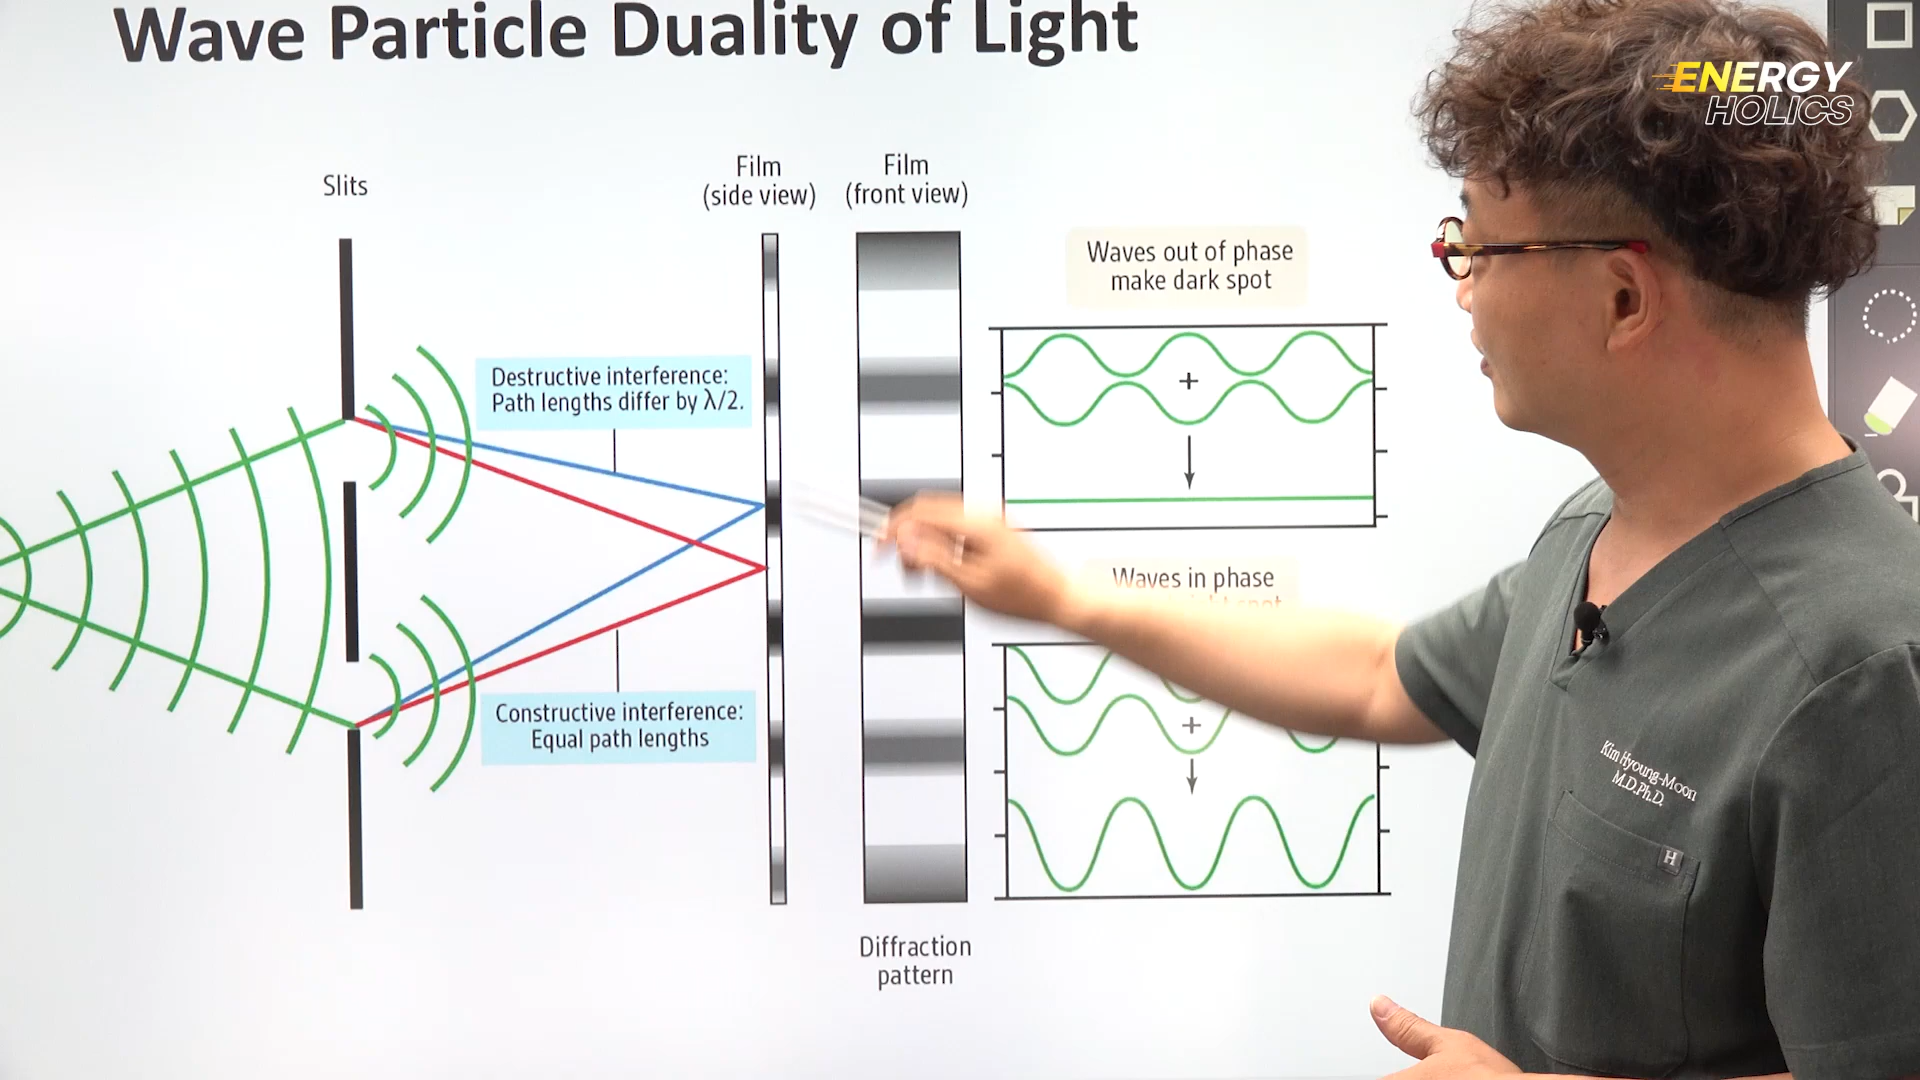 Wave Particle Duality of Light
ENERGY
HOLICS
Slits
Film
(side view)
Film
(front view)
Waves out of phase
make dark spot
+
Destructive interference:
Path lengths differ by λ/2.
Waves in phase
spot
+
Constructive interference:
Equal path lengths
Diffraction
pattern
Kim Hyoung-Moon
M.D.Ph.D.
H